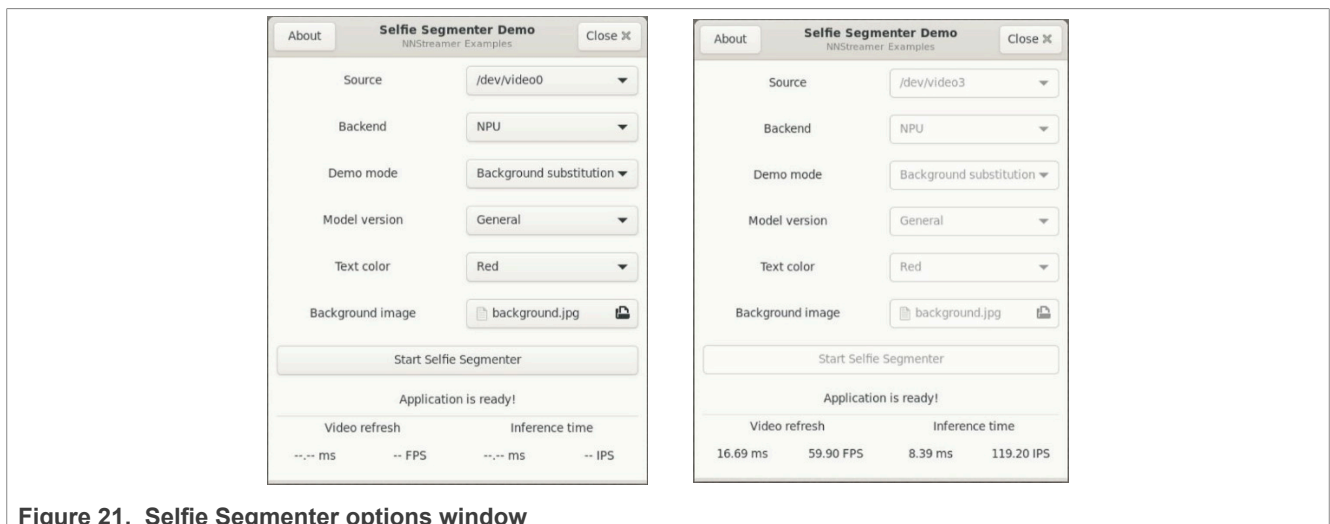 About
Selfie Segmenter Demo
NNStreamer Examples
Close
Source
/dev/video0
Backend
NPU
Demo mode
Background substitution
Model version
General
Text color
Red
Background image
background.jpg
Start Selfie Segmenter
Application is ready!
Video refresh Inference time
--.-- ms -- FPS --.-- ms -- IPS
About
Selfie Segmenter Demo
NNStreamer Examples
Close
Source
/dev/video3
Backend
NPU
Demo mode
Background substitution
Model version
General
Text color
Red
Background image
background.jpg
Start Selfie Segmenter
Application is ready!
Video refresh Inference time
16.69 ms 59.90 FPS 8.39 ms 119.20 IPS
Figure 21. Selfie Segmenter options window